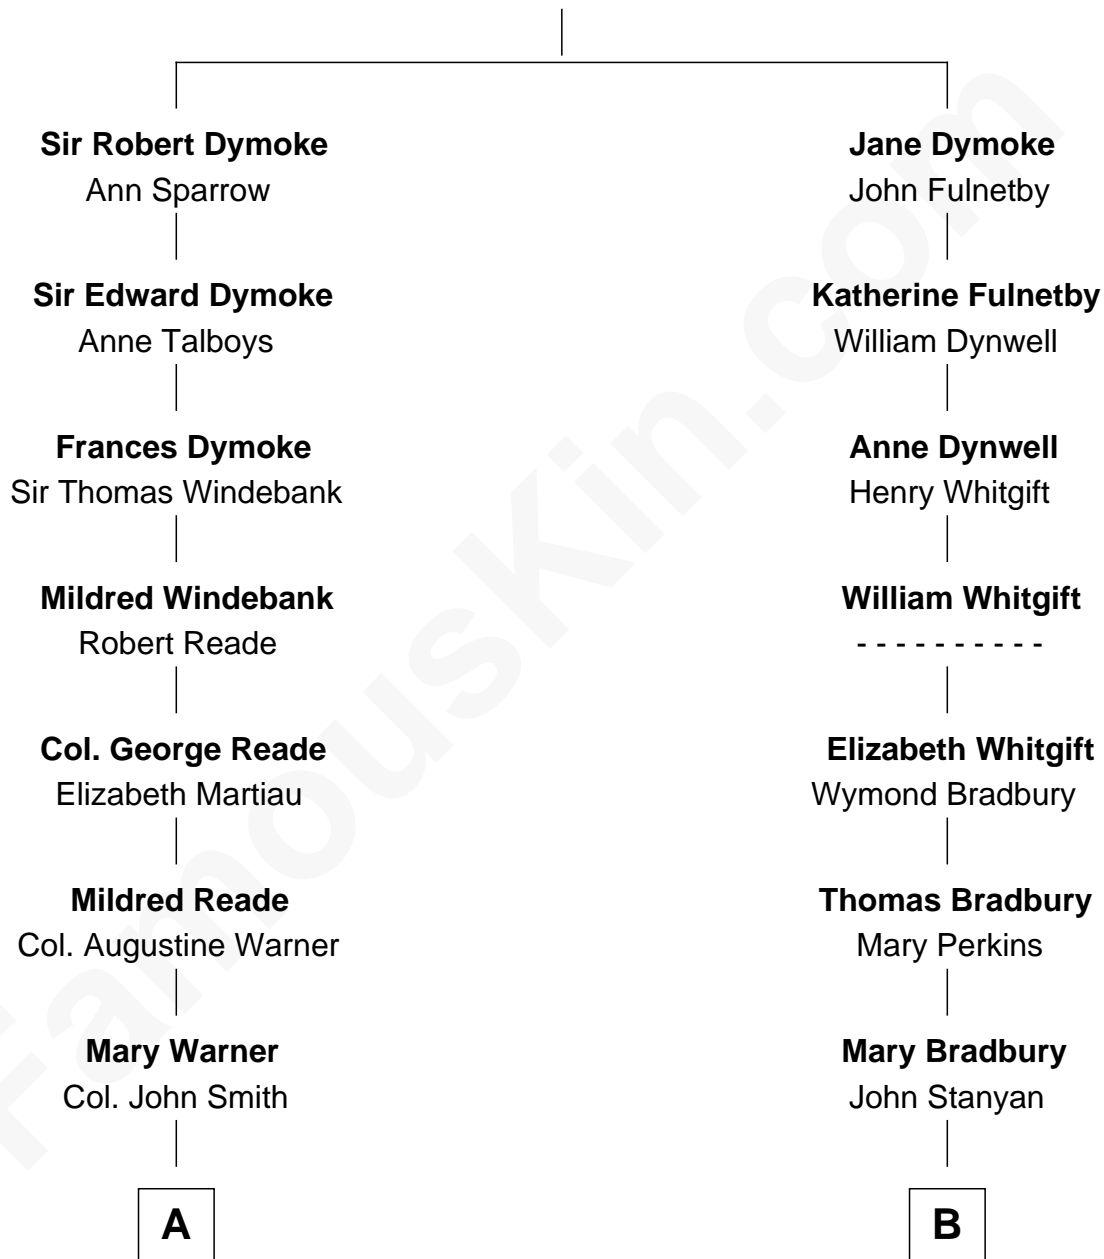 Sir Robert Dymoke
Ann Sparrow
Sir Edward Dymoke
Anne Talboys
Frances Dymoke
Sir Thomas Windebank
Mildred Windebank
Robert Reade
Col. George Reade
Elizabeth Martiau
Mildred Reade
Col. Augustine Warner
Mary Warner
Col. John Smith
A
Jane Dymoke
John Fulnetby
Katherine Fulnetby
William Dynwell
Anne Dynwell
Henry Whitgift
William Whitgift
- - - - - - - - - -
Elizabeth Whitgift
Wymond Bradbury
Thomas Bradbury
Mary Perkins
Mary Bradbury
John Stanyan
B
FamousKin.com